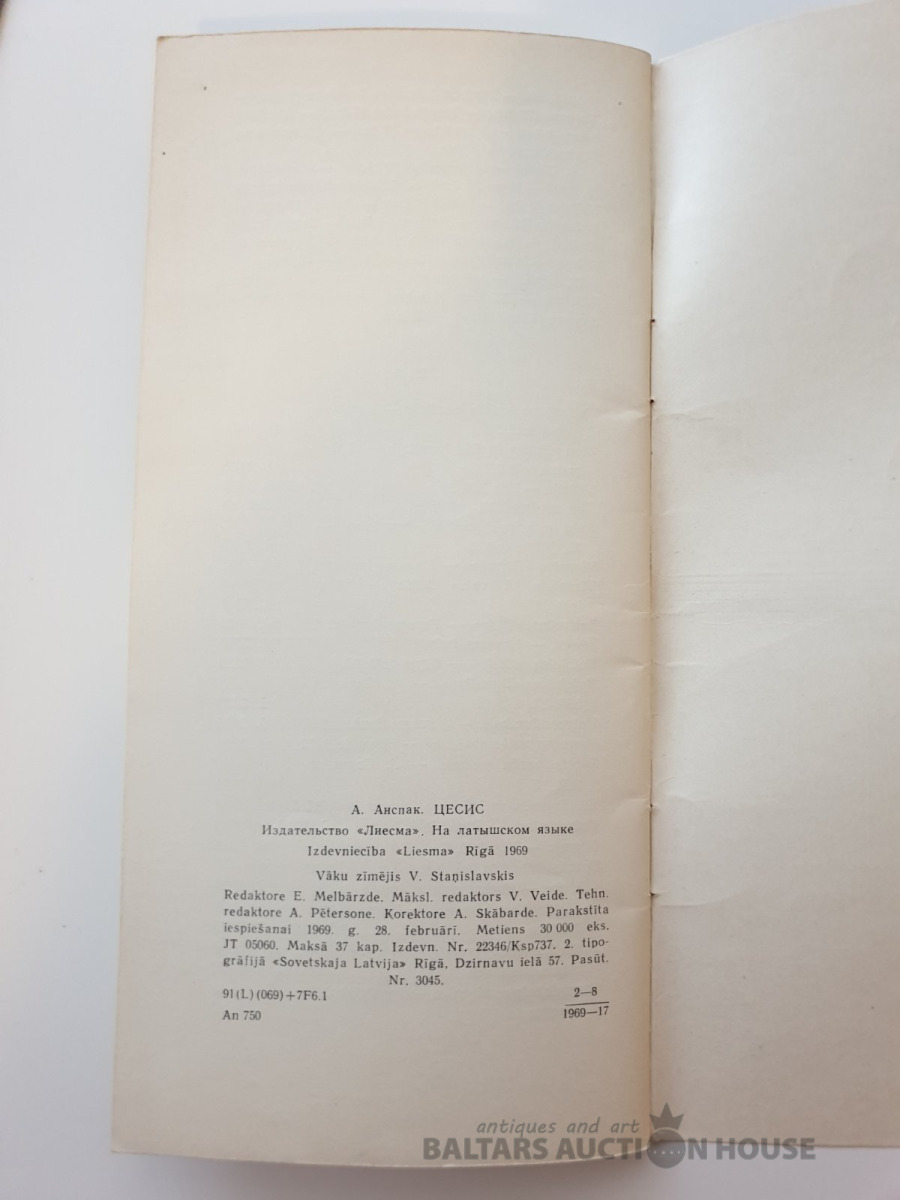 А. Анспак. ЦЕСИС
Издательство «Лиесма». На латышском языке
Izdevniecība «Liesma» Rīgā 1969
Vāku zīmējis V. Staņislavskis
Redaktore E. Melbārzde. Māksl. redaktors V. Veide. Tehn.
redaktore A. Pētersone. Korektore A. Skābarde. Parakstīta
iespiešanai 1969. g. 28. februārī. Metiens 30 000 eks.
JT 05060. Maksā 37 kap. Izdevn. Nr. 22346/Ksp737. 2. tipo-
grāfijā «Sovetskaja Latvija» Rīgā, Dzirnavu ielā 57. Pasūt.
Nr. 3045.
91(L)(069)+7F6.1
An 750
2—8
1969—17
antiques and art
BALTARS AUCTION HOUSE